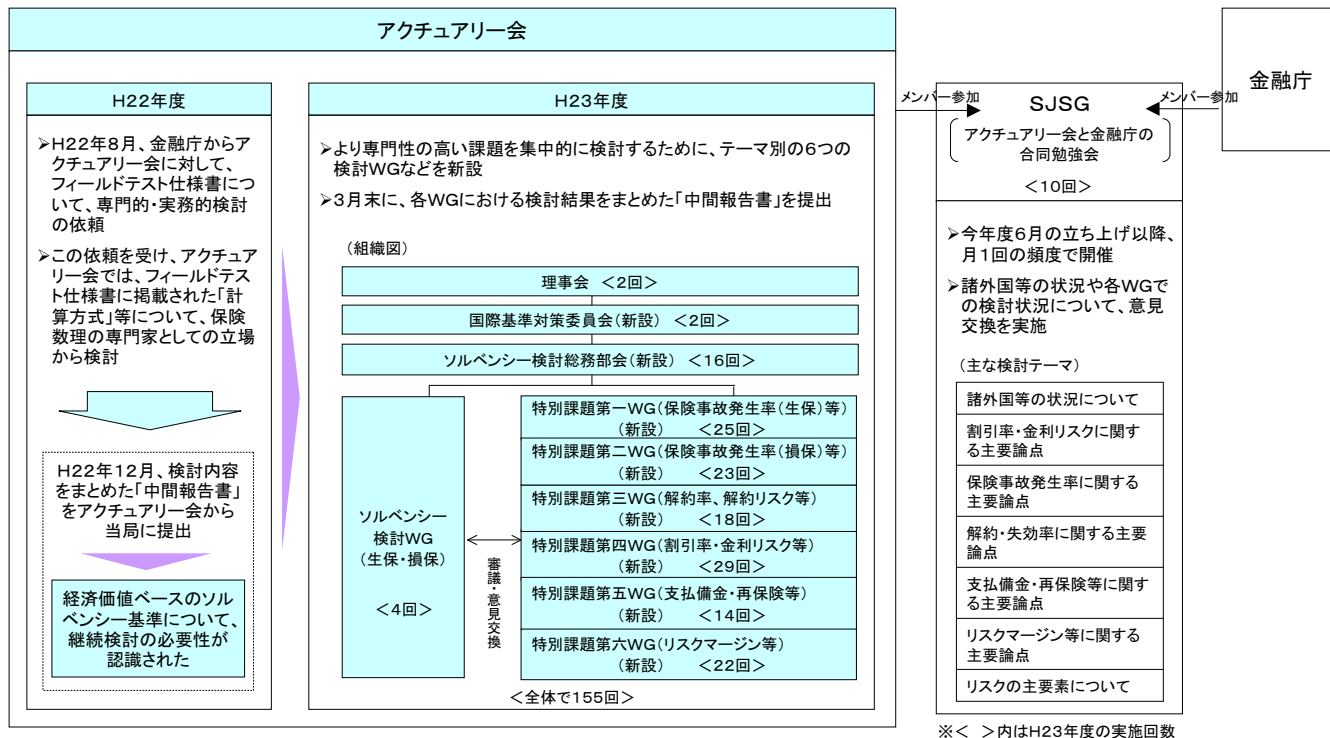 アクチュアリー会
H22年度
➢H22年8月、金融庁からア
クチュアリー会に対して、
フィールドテスト仕様書につ
いて、専門的・実務的検討
の依頼
➢この依頼を受け、アクチュア
リー会では、フィールドテス
ト仕様書に掲載された「計
算方式」等について、保険
数理の専門家としての立場
から検討
H22年12月、検討内容
をまとめた「中間報告書」
をアクチュアリー会から
当局に提出
経済価値ベースのソル
ベンシー基準について、
継続検討の必要性が
認識された
H23年度
➢より専門性の高い課題を集中的に検討するために、テーマ別の6つの
検討WGなどを新設
➢3月末に、各WGにおける検討結果をまとめた「中間報告書」を提出
（組織図）
理事会 ＜2回＞
国際基準対策委員会（新設） ＜2回＞
ソルベンシー検討総務部会（新設） ＜16回＞
ソルベンシー
検討WG
（生保・損保）
＜4回＞
審議・意見交換
特別課題第一WG（保険事故発生率（生保）等）
（新設） ＜25回＞
特別課題第二WG（保険事故発生率（損保）等）
（新設） ＜23回＞
特別課題第三WG（解約率、解約リスク等）
（新設） ＜18回＞
特別課題第四WG（割引率・金利リスク等）
（新設） ＜29回＞
特別課題第五WG（支払備金・再保険等）
（新設） ＜14回＞
特別課題第六WG（リスクマージン等）
（新設） ＜22回＞
＜全体で155回＞
メンバー参加
SJSG
アクチュアリー会と金融庁の
合同勉強会
＜10回＞
➢今年度6月の立ち上げ以降、
月1回の頻度で開催
➢諸外国等の状況や各WGで
の検討状況について、意見
交換を実施
（主な検討テーマ）
諸外国等の状況について
割引率・金利リスクに関す
る主要論点
保険事故発生率に関する
主要論点
解約・失効率に関する主要
論点
支払備金・再保険等に関す
る主要論点
リスクマージン等に関する
主要論点
リスクの主要素について
メンバー参加
金融庁
※＜ ＞内はH23年度の実施回数